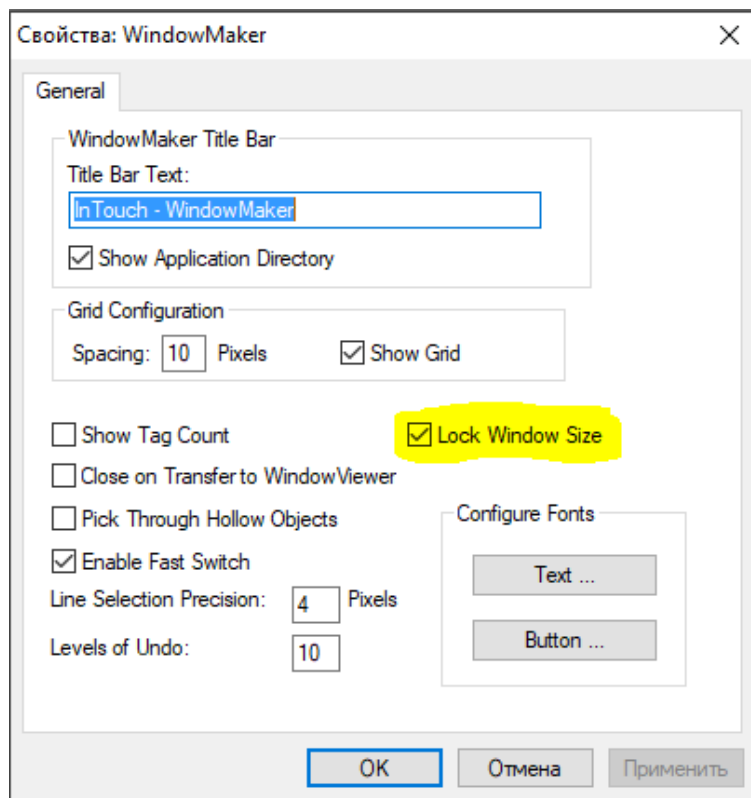 Свойства: WindowMaker
General
WindowMaker Title Bar
Title Bar Text:
InTouch - WindowMaker
Show Application Directory
Grid Configuration
Spacing: 10 Pixels Show Grid
Show Tag Count Lock Window Size
Close on Transfer to WindowViewer
Pick Through Hollow Objects
Configure Fonts
Enable Fast Switch
Text ...
Line Selection Precision: 4 Pixels
Button ...
Levels of Undo: 10
OK Отмена Применить